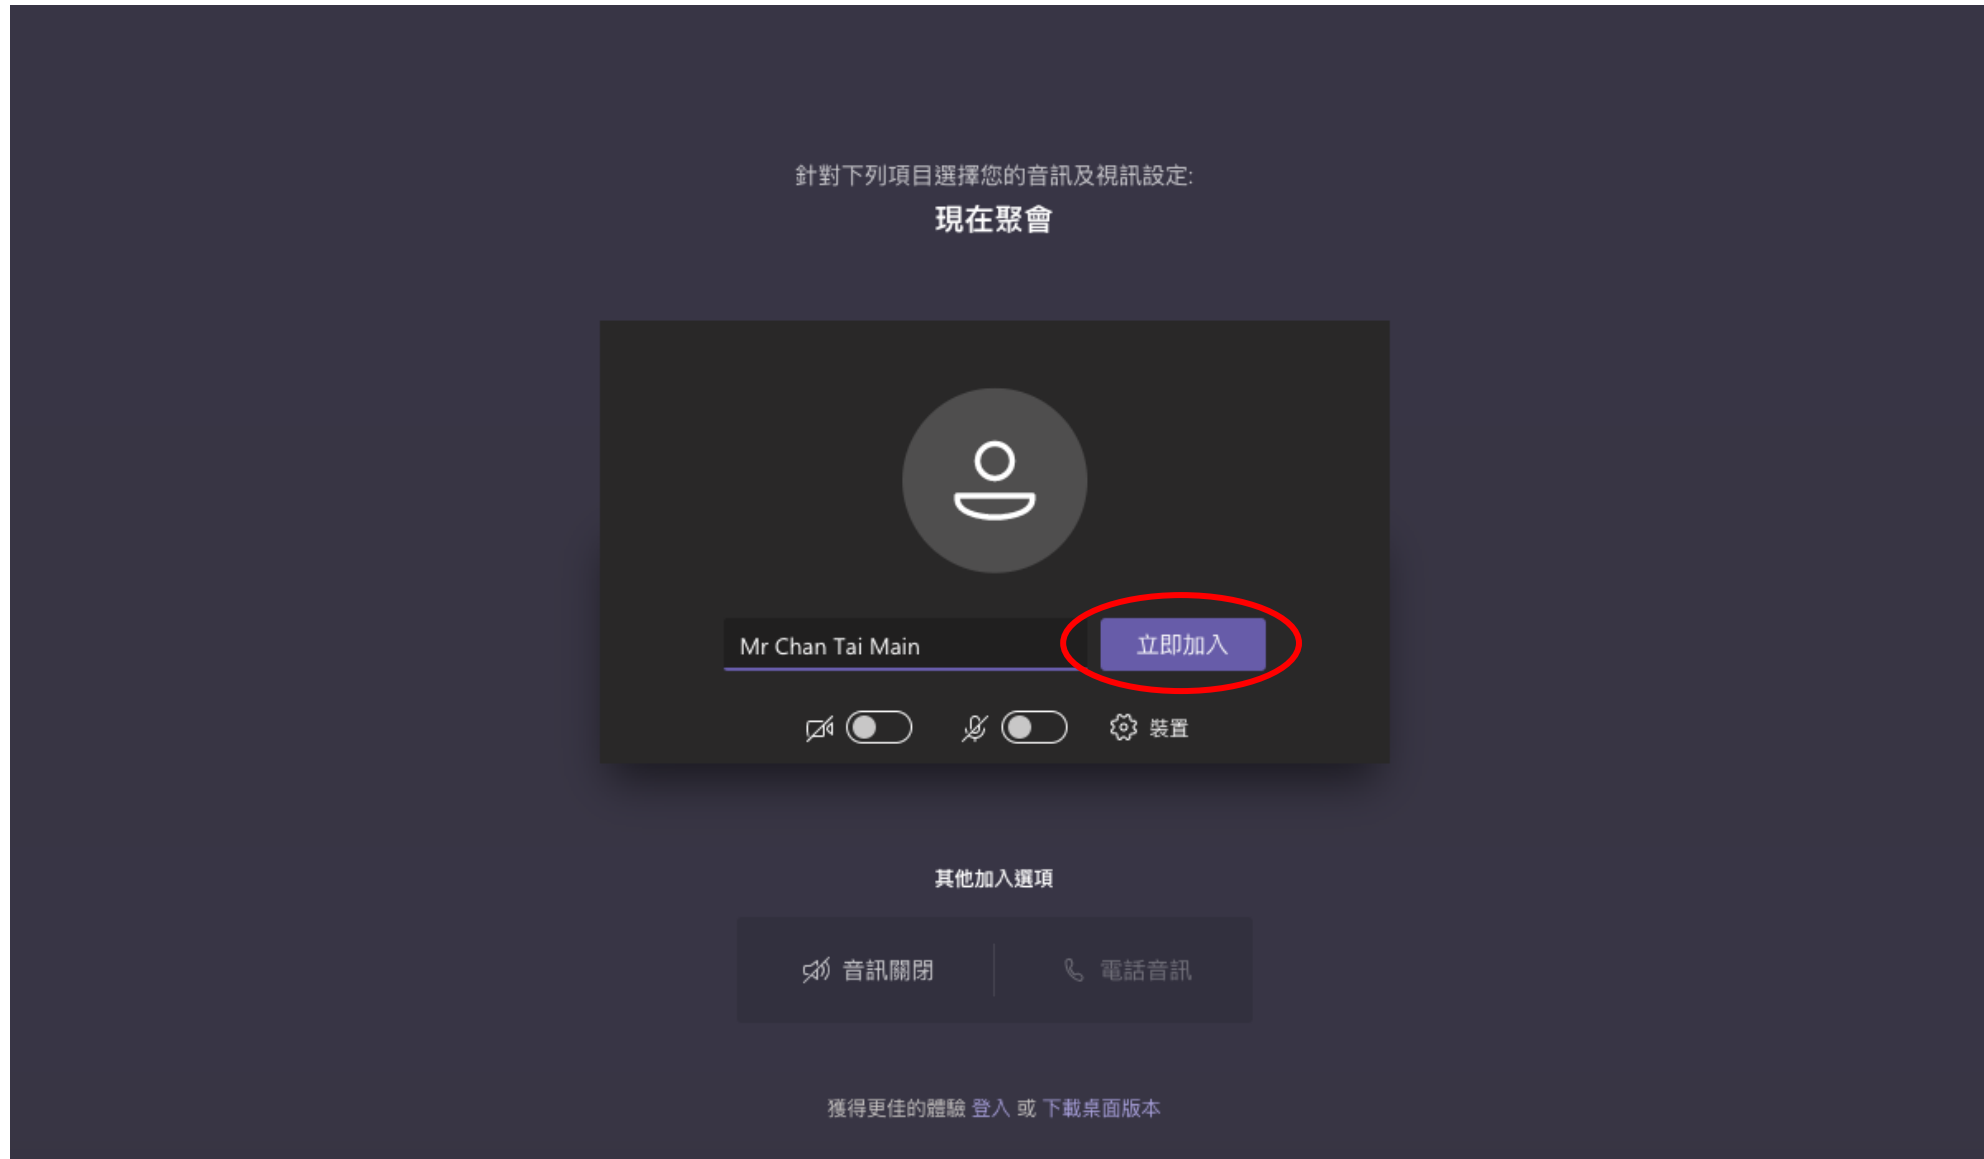 針對下列項目選擇您的音訊及視訊設定:
現在聚會
Mr Chan Tai Main
立即加入
裝置
其他加入選項
音訊關閉
電話音訊
獲得更佳的體驗 登入 或 下載桌面版本